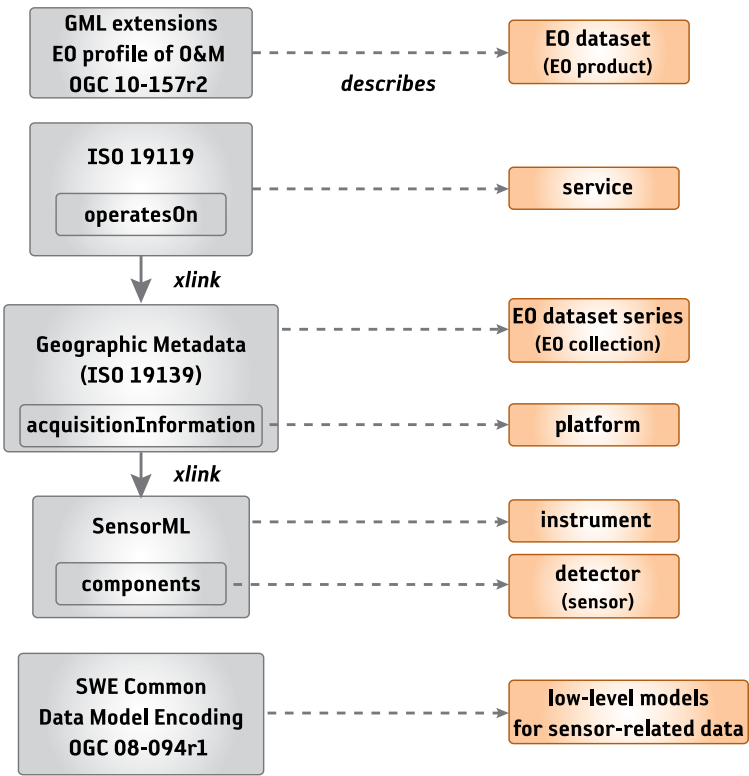 GML extensions
EO profile of O&M
OGC 10-157r2
describes
EO dataset
(EO product)
ISO 19119
operatesOn
service
xlink
Geographic Metadata
(ISO 19139)
acquisitionInformation
EO dataset series
(EO collection)
platform
xlink
SensorML
components
instrument
detector
(sensor)
SWE Common
Data Model Encoding
OGC 08-094r1
low-level models
for sensor-related data